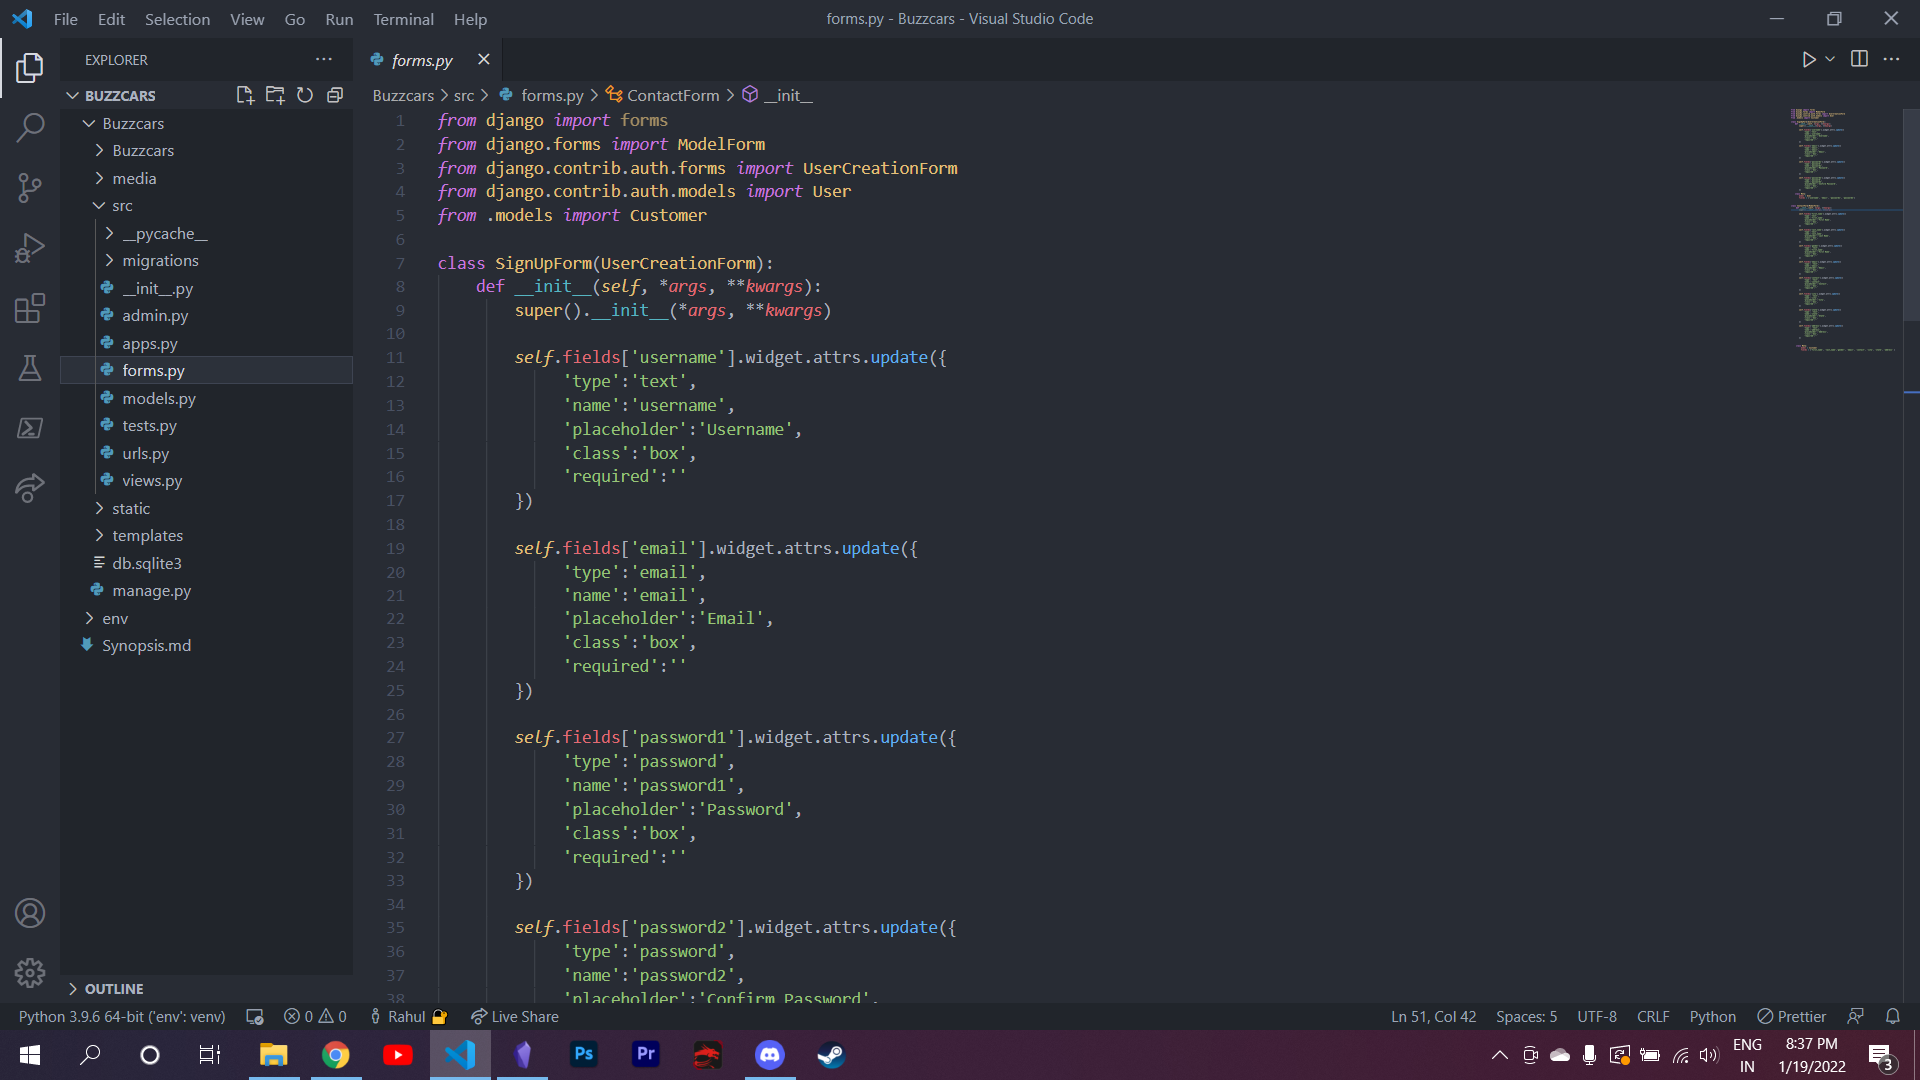 File Edit Selection View Go Run Terminal Help
forms.py - Buzzcars - Visual Studio Code
EXPLORER
forms.py
BUZZCARS
Buzzcars
Buzzcars
media
src
__pycache__
migrations
__init__.py
admin.py
apps.py
forms.py
models.py
tests.py
urls.py
views.py
static
templates
db.sqlite3
manage.py
env
Synopsis.md
OUTLINE
Buzzcars > src > forms.py > ContactForm > __init__
1 from django import forms
2 from django.forms import ModelForm
3 from django.contrib.auth.forms import UserCreationForm
4 from django.contrib.auth.models import User
5 from .models import Customer
6
7 class SignUpForm(UserCreationForm):
8 def __init__(self, *args, **kwargs):
9 super().__init__(*args, **kwargs)
10
11 self.fields['username'].widget.attrs.update({
12 'type':'text',
13 'name':'username',
14 'placeholder':'Username',
15 'class':'box',
16 'required':''
17 })
18
19 self.fields['email'].widget.attrs.update({
20 'type':'email',
21 'name':'email',
22 'placeholder':'Email',
23 'class':'box',
24 'required':''
25 })
26
27 self.fields['password1'].widget.attrs.update({
28 'type':'password',
29 'name':'password1',
30 'placeholder':'Password',
31 'class':'box',
32 'required':''
33 })
34
35 self.fields['password2'].widget.attrs.update({
36 'type':'password',
37 'name':'password2',
38 'placeholder':'Confirm Password',
Python 3.9.6 64-bit ('env': venv) 0 0 Rahul Live Share
Ln 51, Col 42 Spaces: 5 UTF-8 CRLF Python Prettier
Ps Pr
ENG
IN
8:37 PM
1/19/2022
3